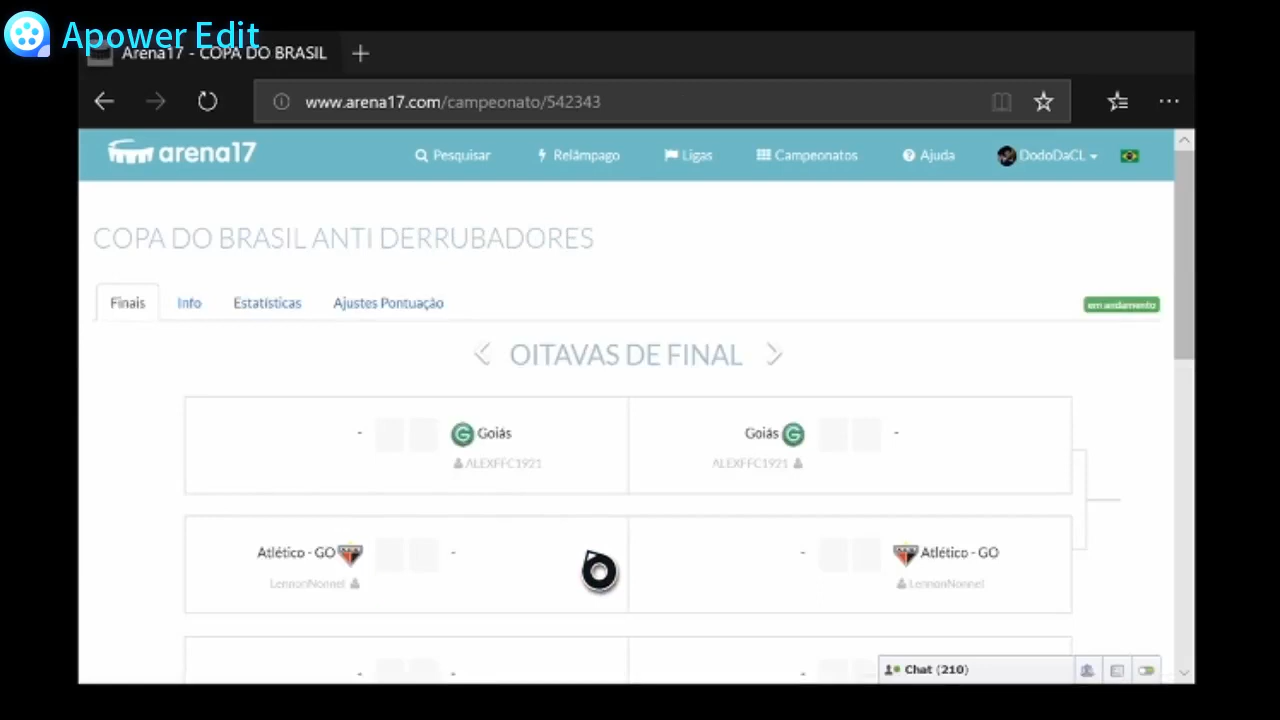 Apower Edit
Arena17 - COPA DO BRASIL
www.arena17.com/campeonato/542343
arena17 Pesquisar Relâmpago Ligas Campeonatos Ajuda DodoDaCL
COPA DO BRASIL ANTI DERRUBADORES
Finais Info Estatísticas Ajustes Pontuação
em andamento
OITAVAS DE FINAL
- Goiás Goiás -
ALEXFFC1921 ALEXFFC1921
Atlético - GO - - Atlético - GO
LennonNonnel LennonNonnel
- - - -
Chat (210)